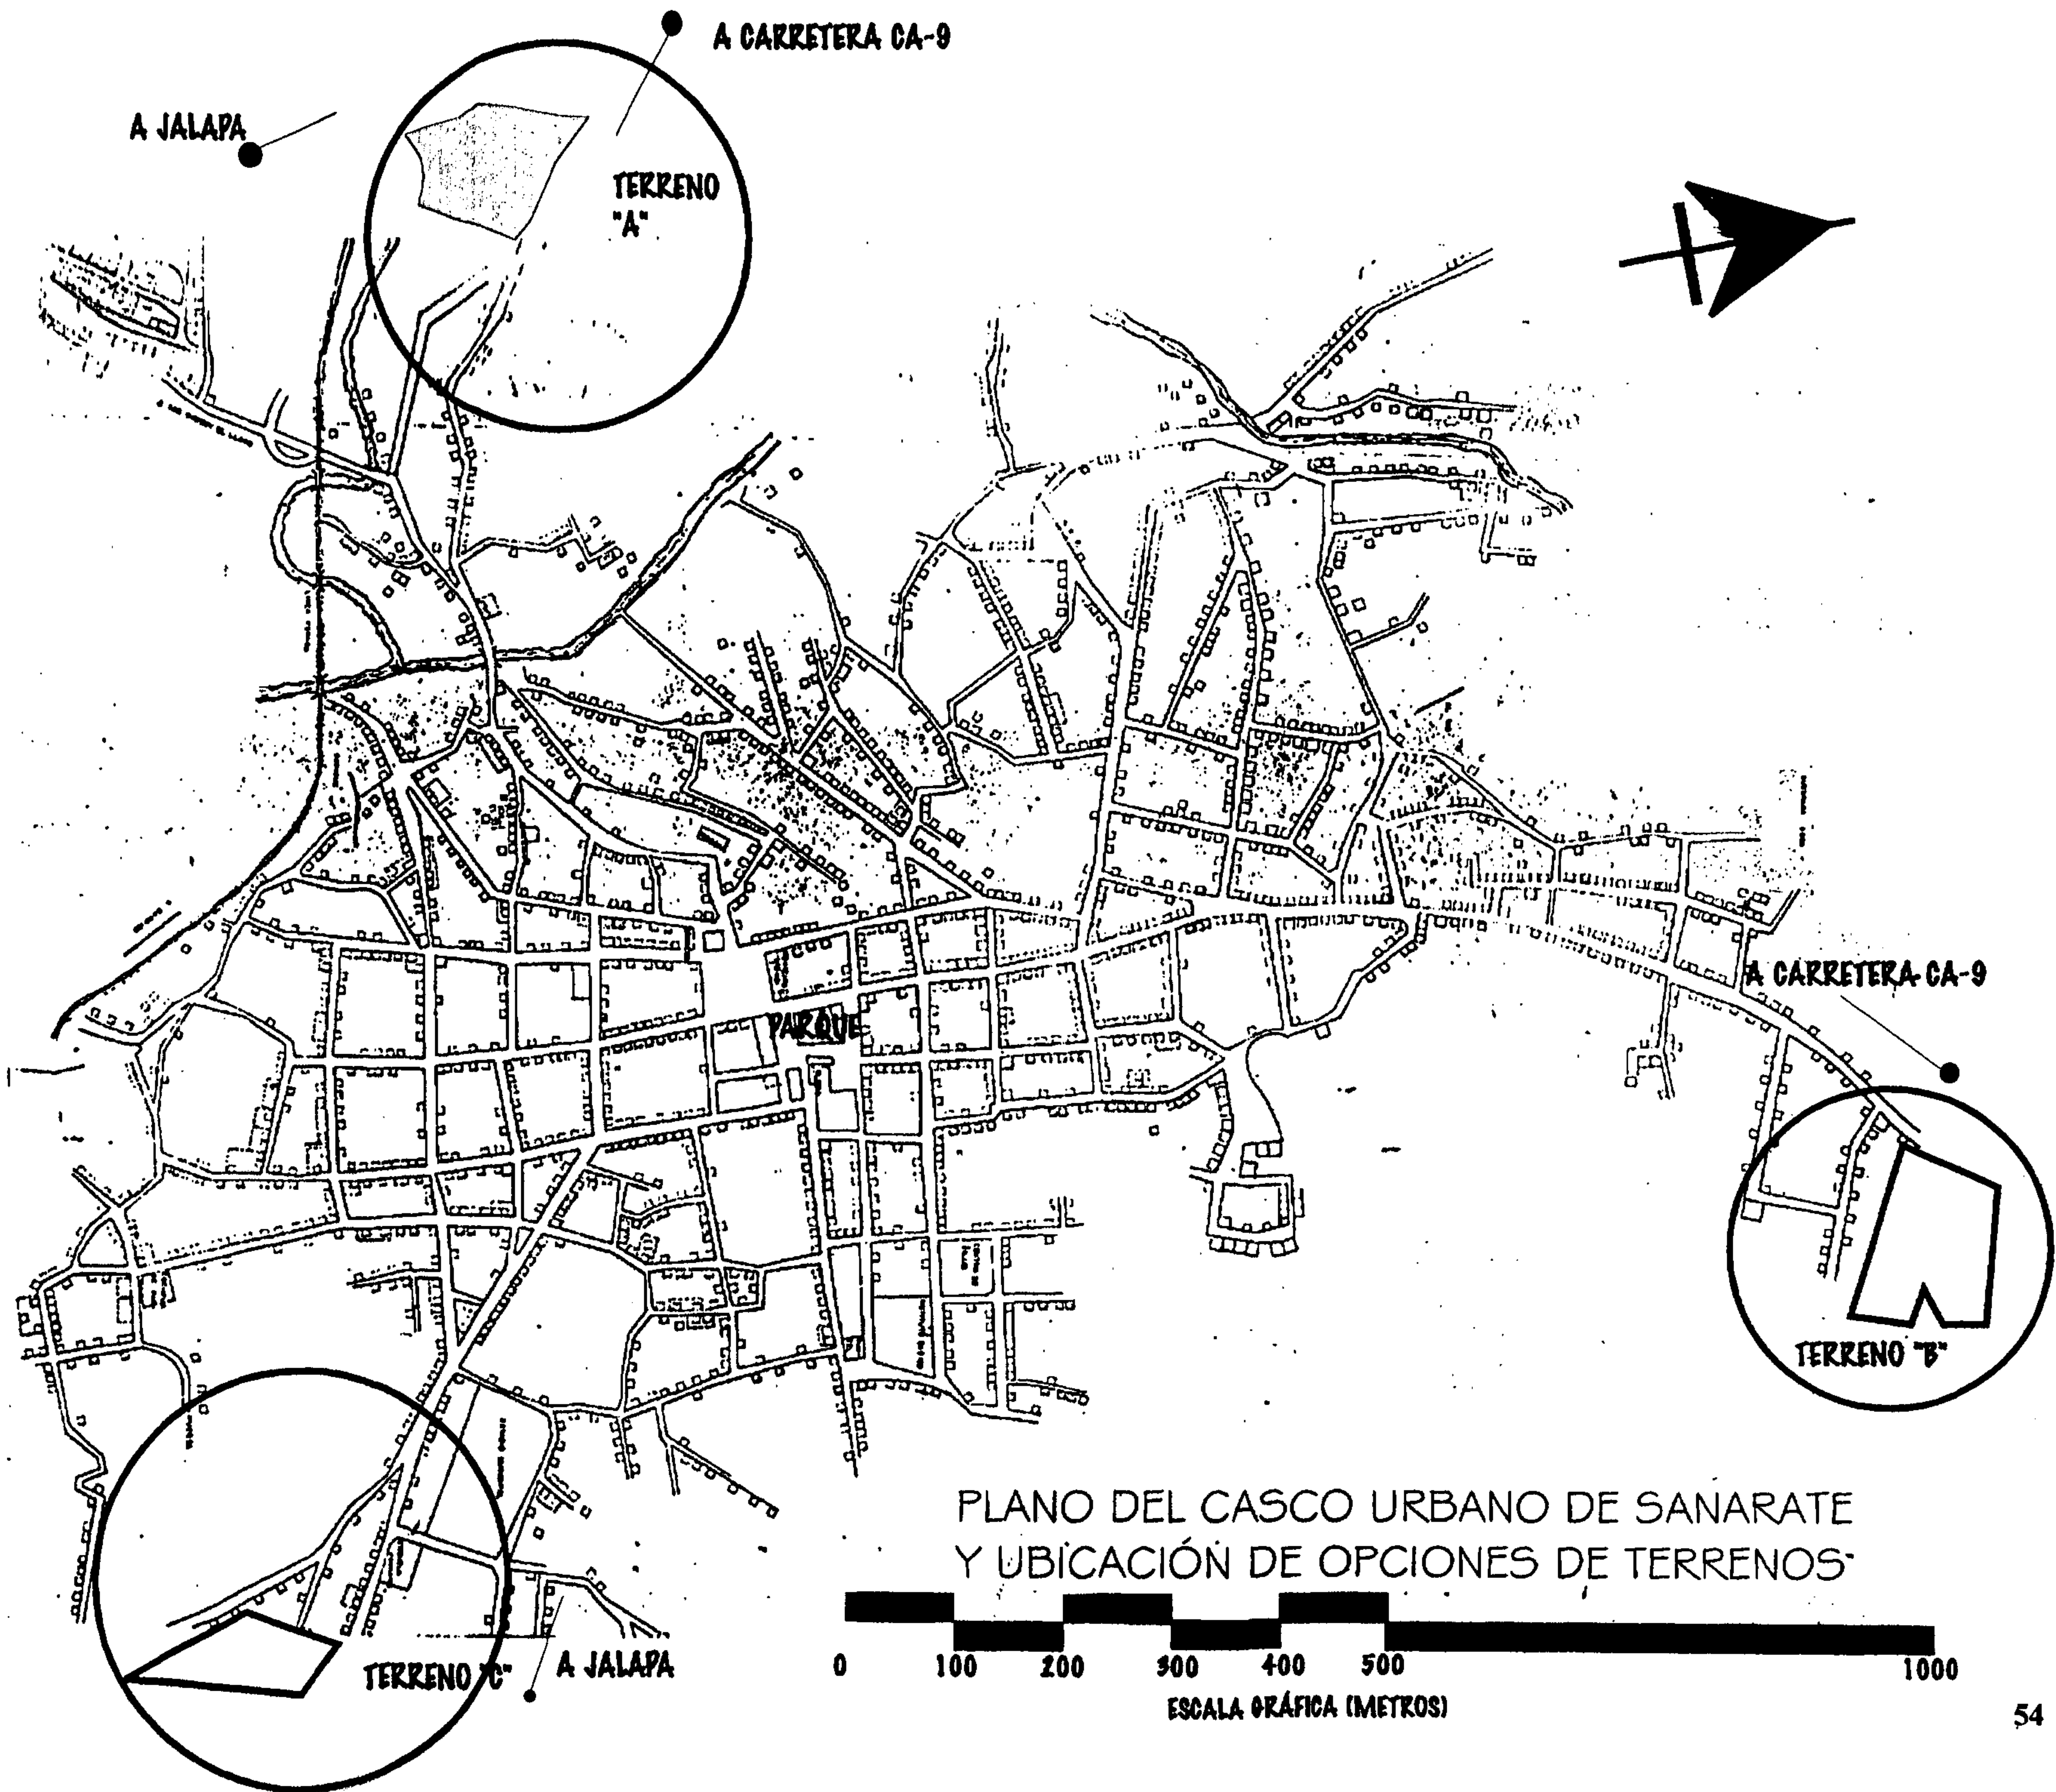 A CARRETERA CA-9
A JALAPA
TERRENO
"A"
A CARRETERA CA-9
PARQUE
TERRENO "B"
PLANO DEL CASCO URBANO DE SANARATE
Y UBICACIÓN DE OPCIONES DE TERRENOS
TERRENO "C"
A JALAPA
0 100 200 300 400 500 1000
ESCALA GRÁFICA (METROS)
54